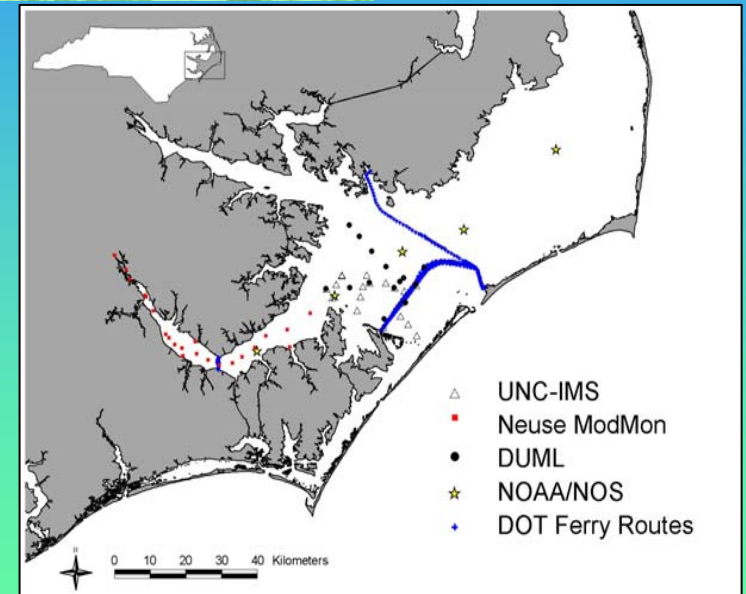 UNC-IMS
Neuse ModMon
DUML
NOAA/NOS
DOT Ferry Routes
N
0 10 20 30 40 Kilometers